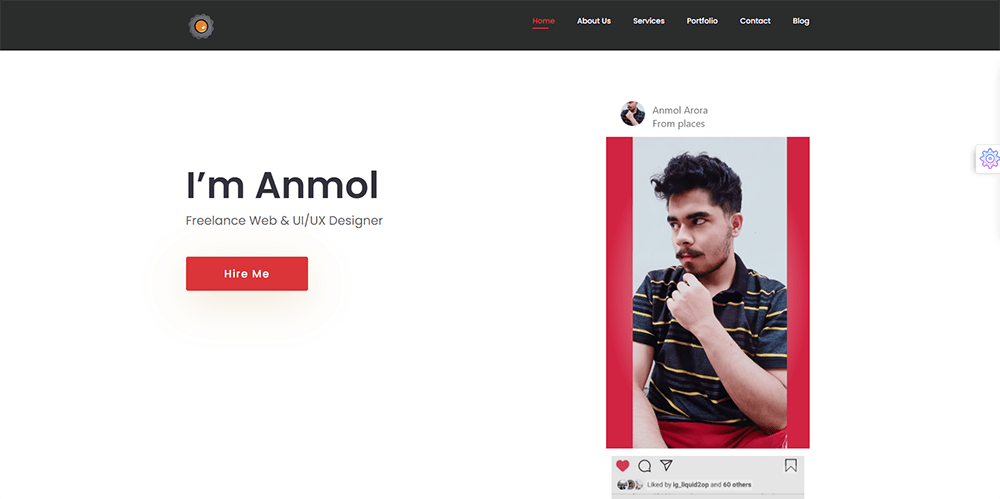 Home About Us Services Portfolio Contact Blog
Anmol Arora
From places
I’m Anmol
Freelance Web & UI/UX Designer
Hire Me
Liked by ig_liquid2op and 60 others